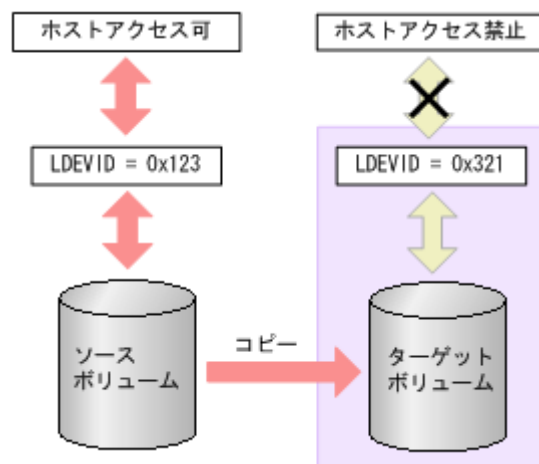 ホストアクセス可
ホストアクセス禁止
LDEVID = 0x123
LDEVID = 0x321
ソース
ボリューム
コピー
ターゲット
ボリューム